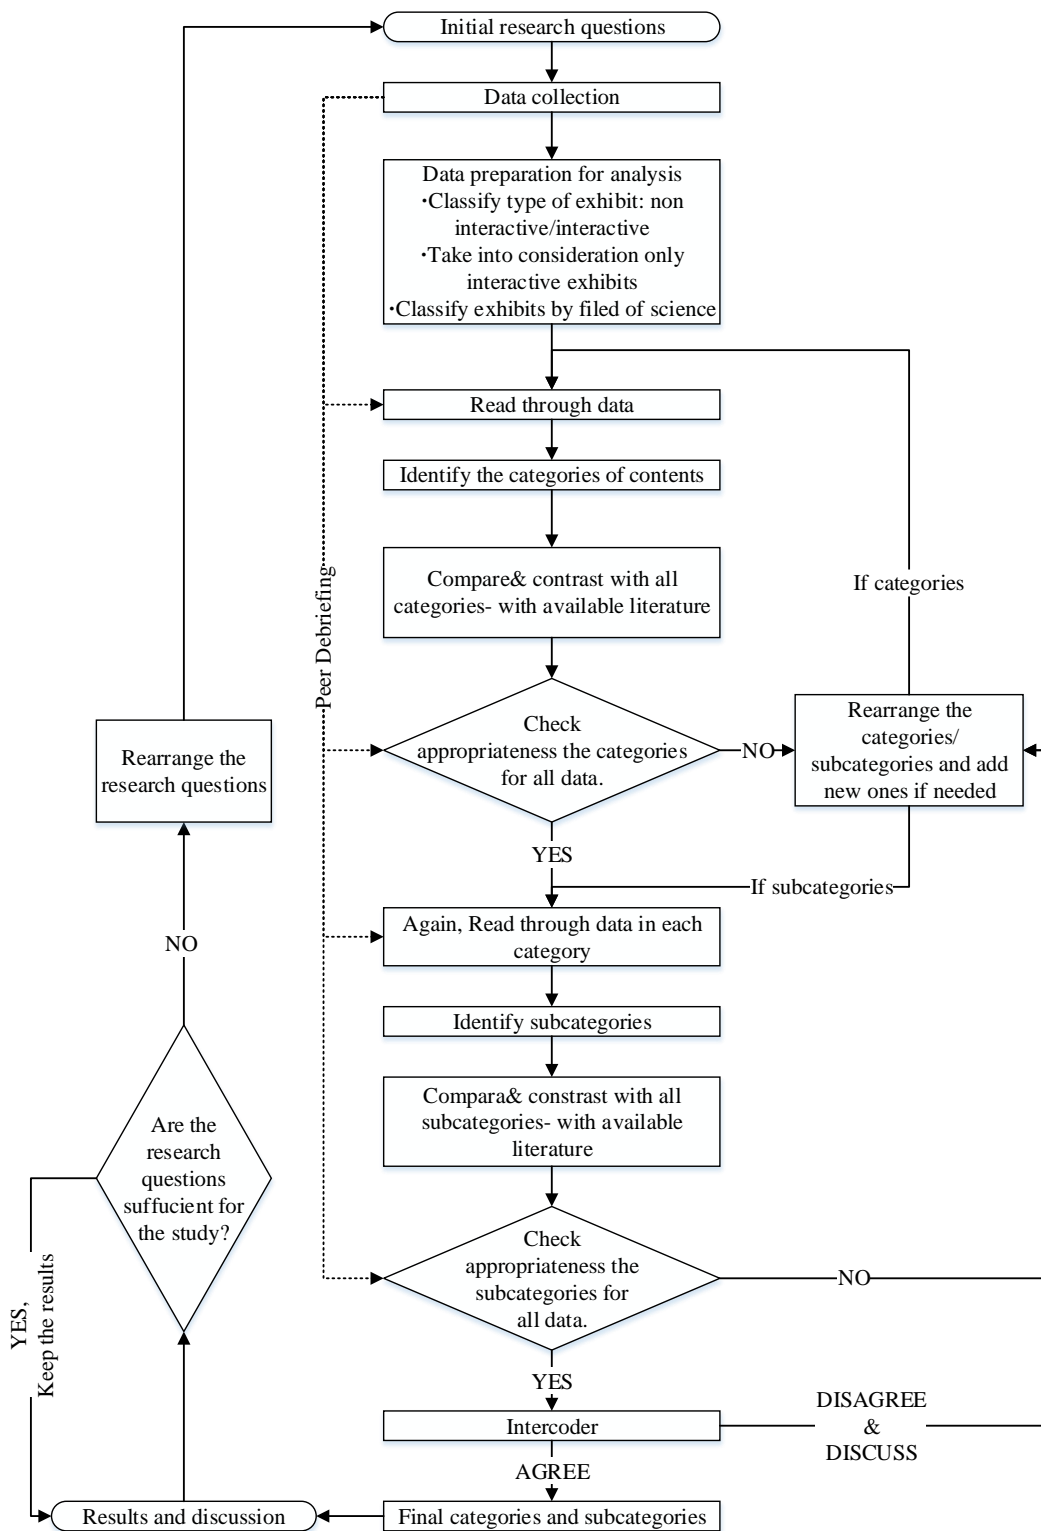 Initial research questions
Data collection
Data preparation for analysis
·Classify type of exhibit: non
interactive/interactive
·Take into consideration only
interactive exhibits
·Classify exhibits by filed of science
Read through data
Identify the categories of contents
Compare& contrast with all
categories- with available literature
If categories
Peer Debriefing
Check
appropriateness the categories
for all data.
NO
Rearrange the
categories/
subcategories and add
new ones if needed
Rearrange the
research questions
YES
If subcategories
Again, Read through data in each
category
NO
Identify subcategories
Compara& constrast with all
subcategories- with available
literature
Are the
research
questions
suffucient for
the study?
Check
appropriateness the
subcategories for
all data.
NO
YES,
Keep the results
YES
Intercoder
DISAGREE
&
DISCUSS
AGREE
Results and discussion
Final categories and subcategories